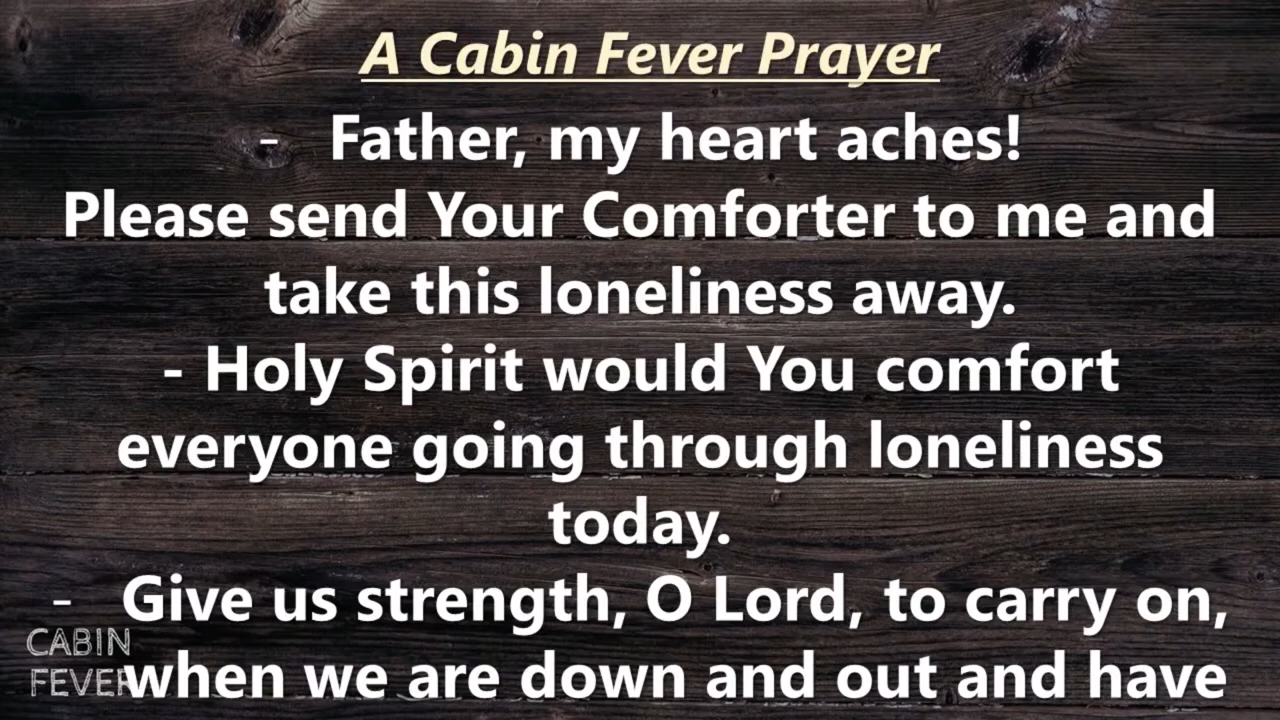 A Cabin Fever Prayer
- Father, my heart aches!
Please send Your Comforter to me and
take this loneliness away.
- Holy Spirit would You comfort
everyone going through loneliness
today.
- Give us strength, O Lord, to carry on,
when we are down and out and have
CABIN
FEVER